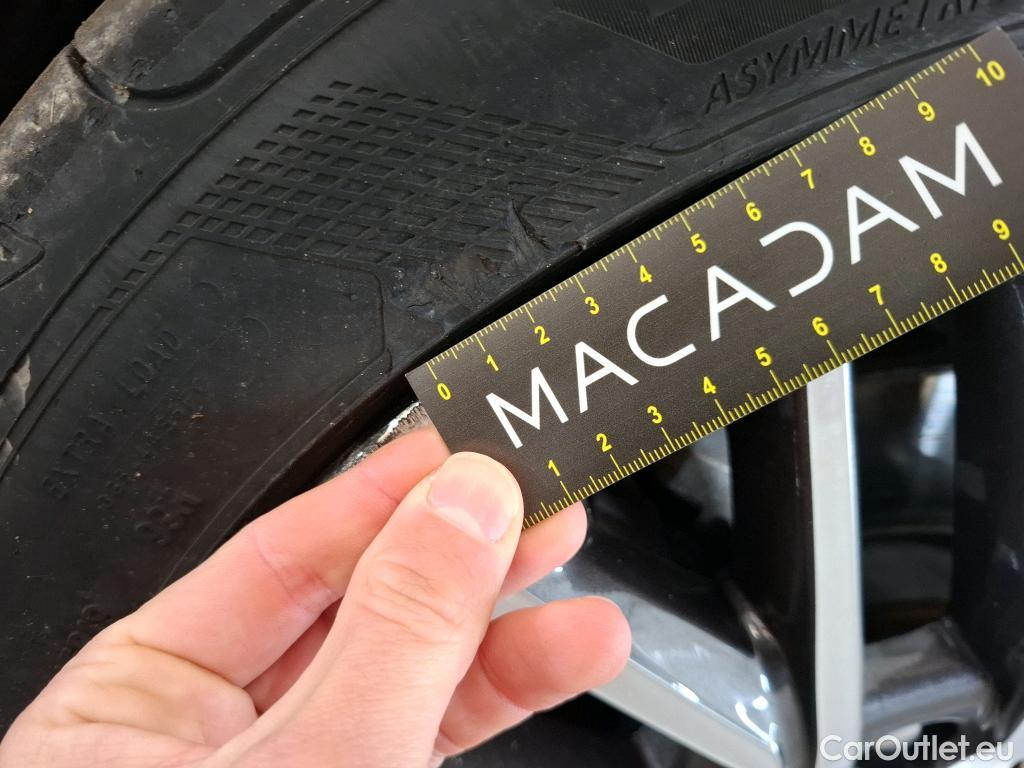 ASYMMETRI
EXTRA LOAD
95H
0 1 2 3 4 5 6 7 8 9 10
MACADAM
1 2 3 4 5 6 7 8 9
CarOutlet.eu